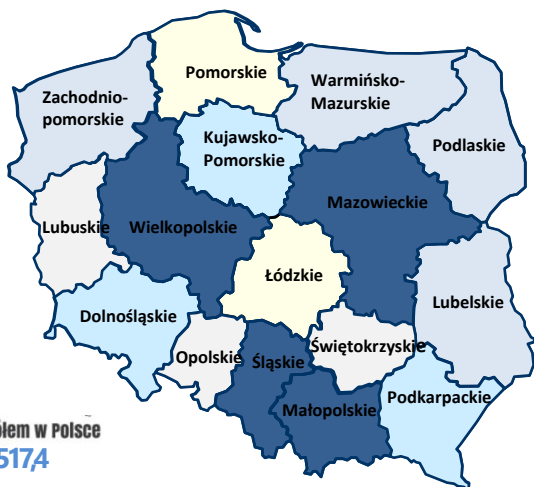 Pomorskie
Warmińsko-
Mazurskie
Zachodnio-
pomorskie
Kujawsko-
Pomorskie
Podlaskie
Mazowieckie
Lubuskie
Wielkopolskie
Łódzkie
Lubelskie
Dolnośląskie
Opolskie
Śląskie
Świętokrzyskie
Małopolskie
Podkarpackie
w Polsce
517,4